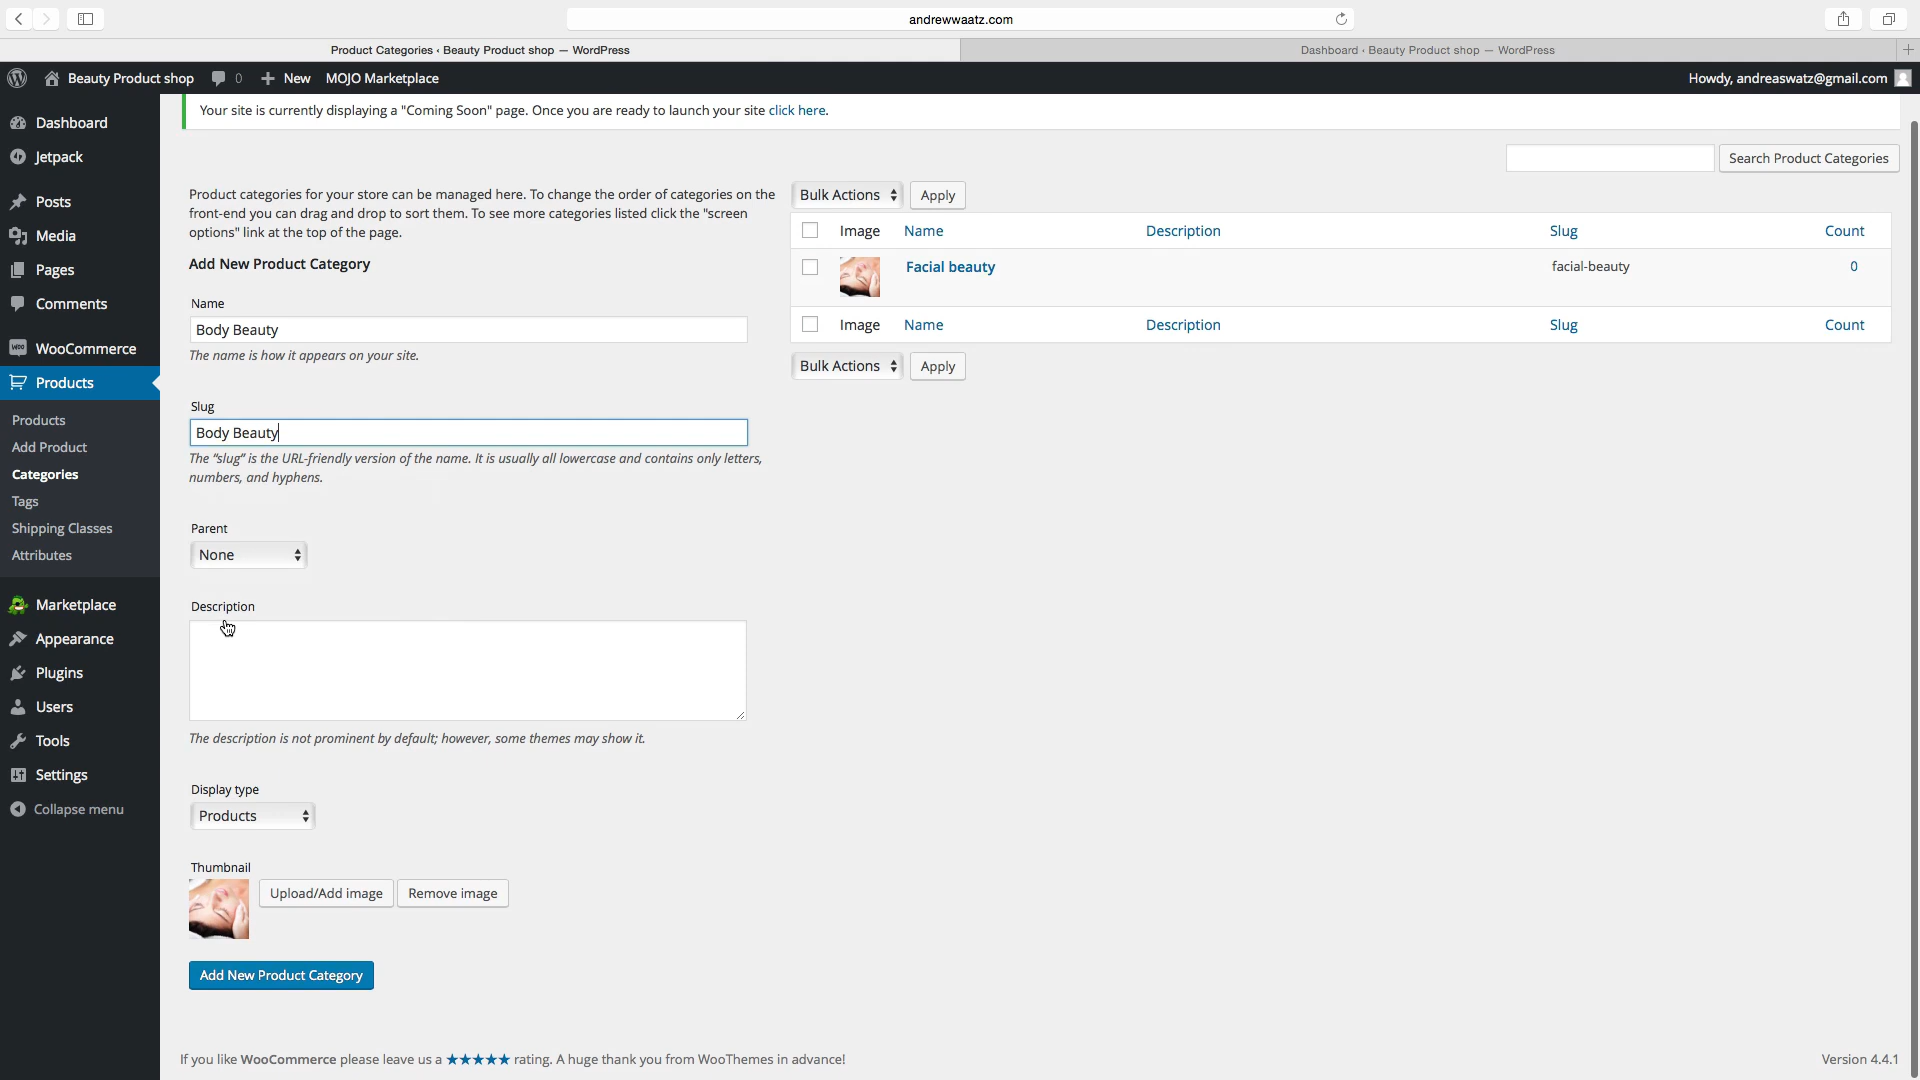 andrewwaatz.com
Product Categories ‹ Beauty Product shop — WordPress
Dashboard ‹ Beauty Product shop — WordPress
Beauty Product shop
0
New
MOJO Marketplace
Howdy, andreaswatz@gmail.com
Dashboard
Jetpack
Posts
Media
Pages
Comments
WooCommerce
Products
Products
Add Product
Categories
Tags
Shipping Classes
Attributes
Marketplace
Appearance
Plugins
Users
Tools
Settings
Collapse menu
Your site is currently displaying a "Coming Soon" page. Once you are ready to launch your site click here.
Search Product Categories
Product categories for your store can be managed here. To change the order of categories on the
front-end you can drag and drop to sort them. To see more categories listed click the "screen
options" link at the top of the page.
Add New Product Category
Name
Body Beauty
The name is how it appears on your site.
Slug
Body Beauty
The “slug” is the URL-friendly version of the name. It is usually all lowercase and contains only letters,
numbers, and hyphens.
Parent
None
Description
The description is not prominent by default; however, some themes may show it.
Display type
Products
Thumbnail
Upload/Add image
Remove image
Add New Product Category
Bulk Actions
Apply
Image Name Description Slug Count
Facial beauty facial-beauty 0
Image Name Description Slug Count
Bulk Actions
Apply
If you like WooCommerce please leave us a ★★★★★ rating. A huge thank you from WooThemes in advance!
Version 4.4.1